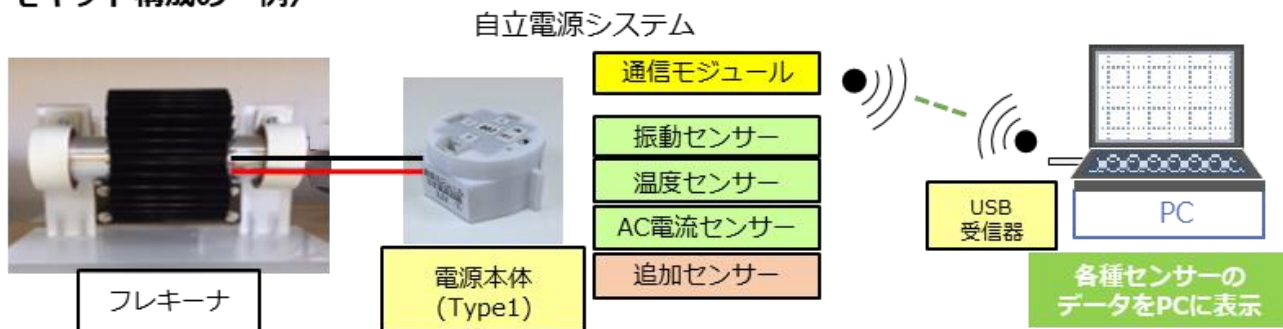 自立電源システム
通信モジュール
振動センサー
温度センサー
AC電流センサー
追加センサー
フレキーナ
電源本体
(Type1)
USB
受信器
PC
各種センサーの
データをPCに表示